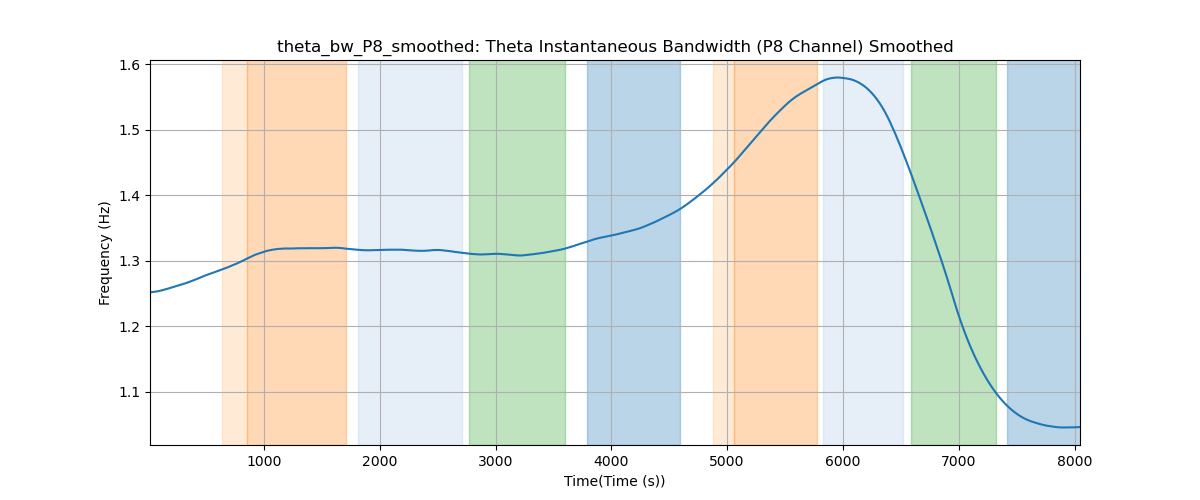 theta_bw_P8_smoothed: Theta Instantaneous Bandwidth (P8 Channel) Smoothed
1.6
1.5
1.4
1.3
1.2
1.1
Frequency (Hz)
1000 2000 3000 4000 5000 6000 7000 8000
Time(Time (s))